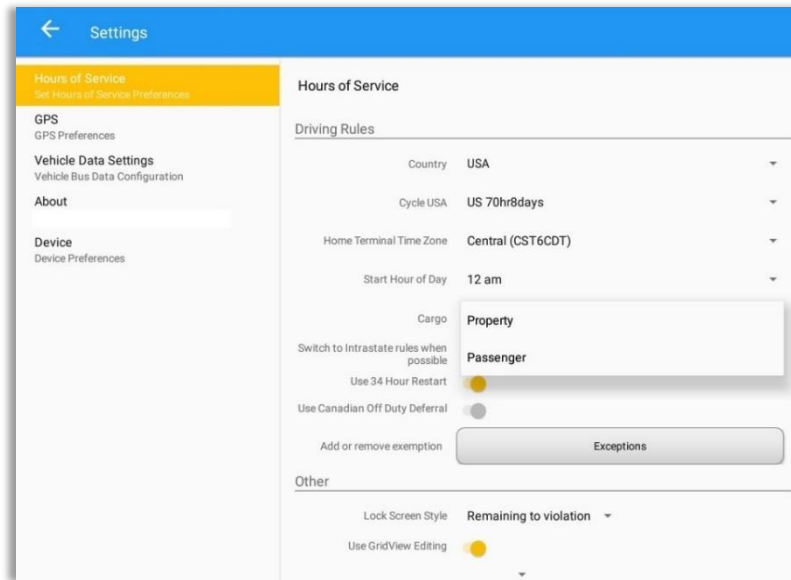 Settings
Hours of Service
Set Hours of Service Preferences
GPS
GPS Preferences
Vehicle Data Settings
Vehicle Bus Data Configuration
About
Device
Device Preferences
Hours of Service
Driving Rules
Country USA
Cycle USA US 70hr8days
Home Terminal Time Zone Central (CST6CDT)
Start Hour of Day 12 am
Cargo Property
Passenger
Switch to Intrastate rules when
possible
Use 34 Hour Restart
Use Canadian Off Duty Deferral
Add or remove exemption Exceptions
Other
Lock Screen Style Remaining to violation
Use GridView Editing